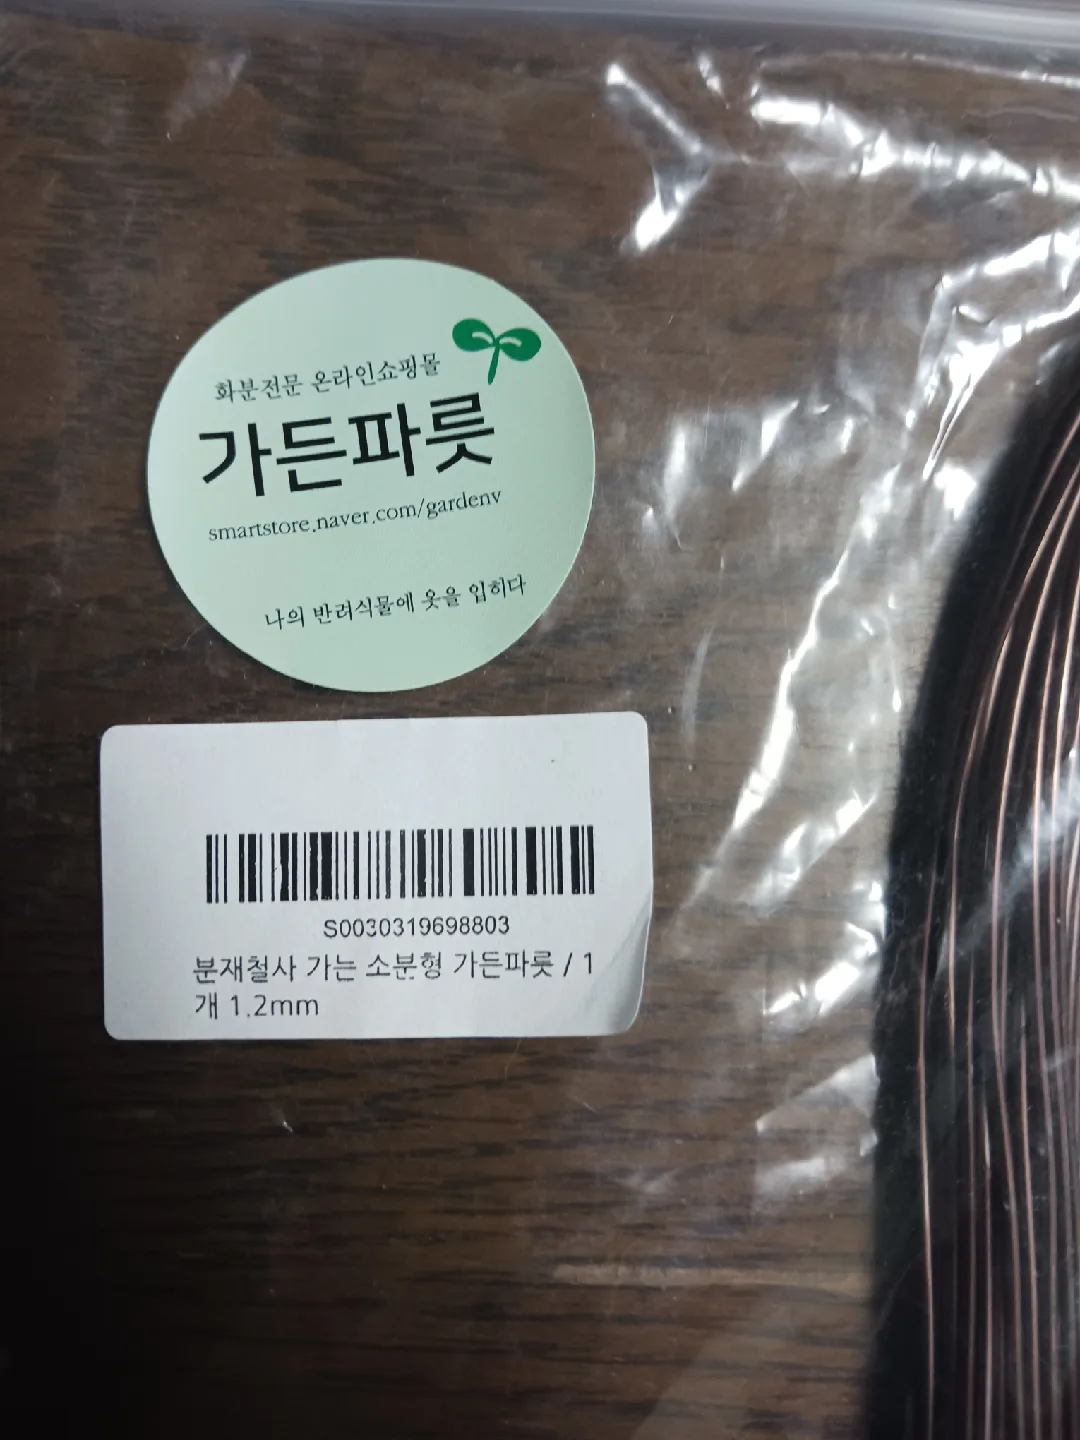 화분전문 온라인쇼핑몰
가든파릇
smartstore.naver.com/gardenv
나의 반려식물에 옷을 입히다
S0030319698803
분재철사 가는 소분형 가든파릇 / 1
개 1.2mm